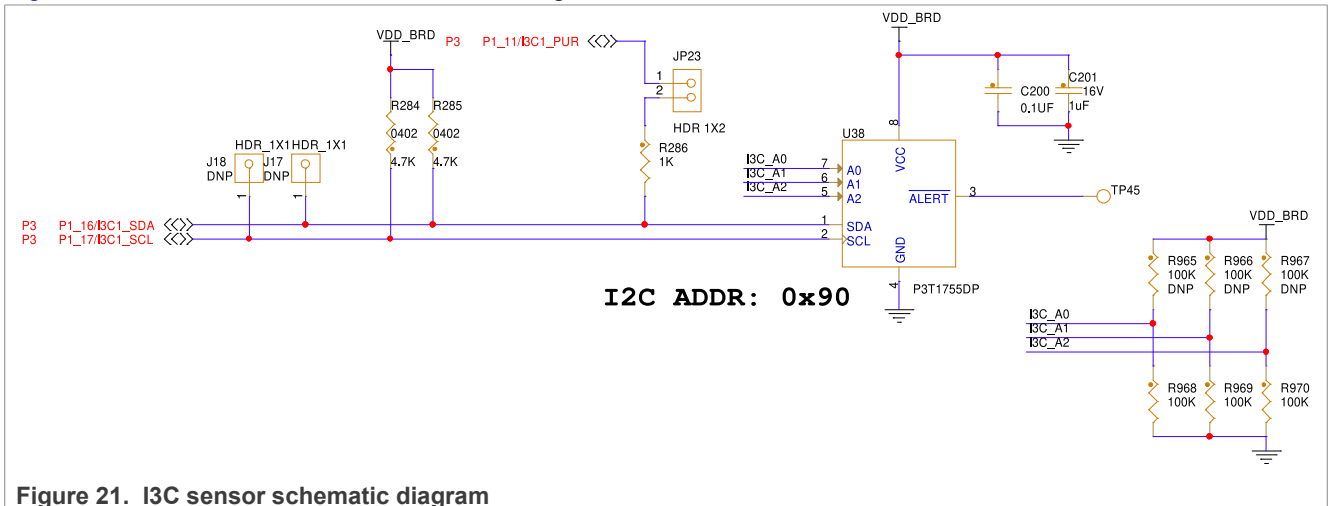 VDD_BRD
P3 P1_11/I3C1_PUR
JP23
1
2
HDR 1X2
R284
0402
4.7K
R285
0402
4.7K
R286
1K
HDR_1X1
HDR_1X1
J18
DNP
J17
DNP
1
1
P3 P1_16/I3C1_SDA
P3 P1_17/I3C1_SCL
VDD_BRD
C200
0.1UF
C201
16V
1uF
U38
8
VCC
I3C_A0
7
A0
I3C_A1
6
A1
I3C_A2
5
A2
ALERT
3
TP45
1
SDA
2
SCL
GND
4
P3T1755DP
I2C ADDR: 0x90
VDD_BRD
R965
100K
DNP
R966
100K
DNP
R967
100K
DNP
I3C_A0
I3C_A1
I3C_A2
R968
100K
R969
100K
R970
100K
Figure 21. I3C sensor schematic diagram